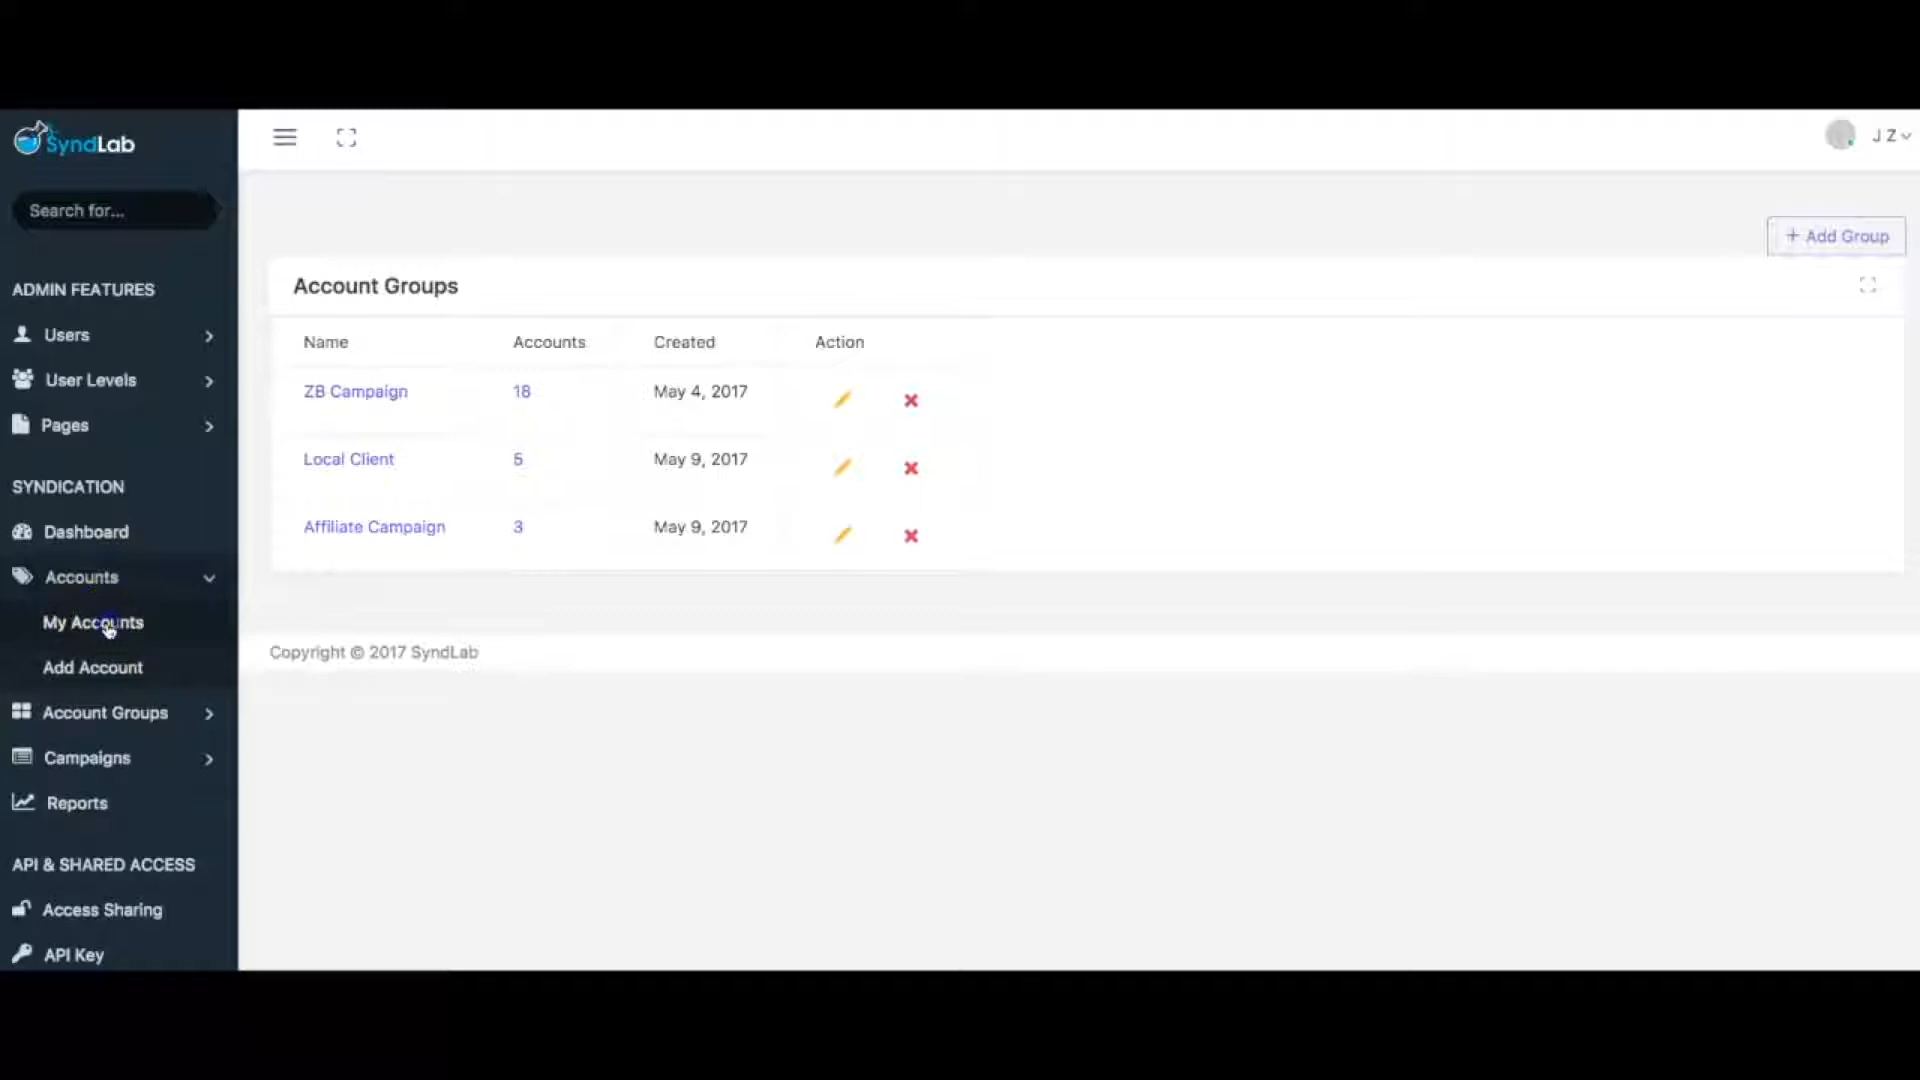 SyndLab
J Z
Search for...
+ Add Group
ADMIN FEATURES
Users
User Levels
Pages
SYNDICATION
Dashboard
Accounts
My Accounts
Add Account
Account Groups
Campaigns
Reports
API & SHARED ACCESS
Access Sharing
API Key
Account Groups
Name Accounts Created Action
ZB Campaign 18 May 4, 2017
Local Client 5 May 9, 2017
Affiliate Campaign 3 May 9, 2017
Copyright © 2017 SyndLab